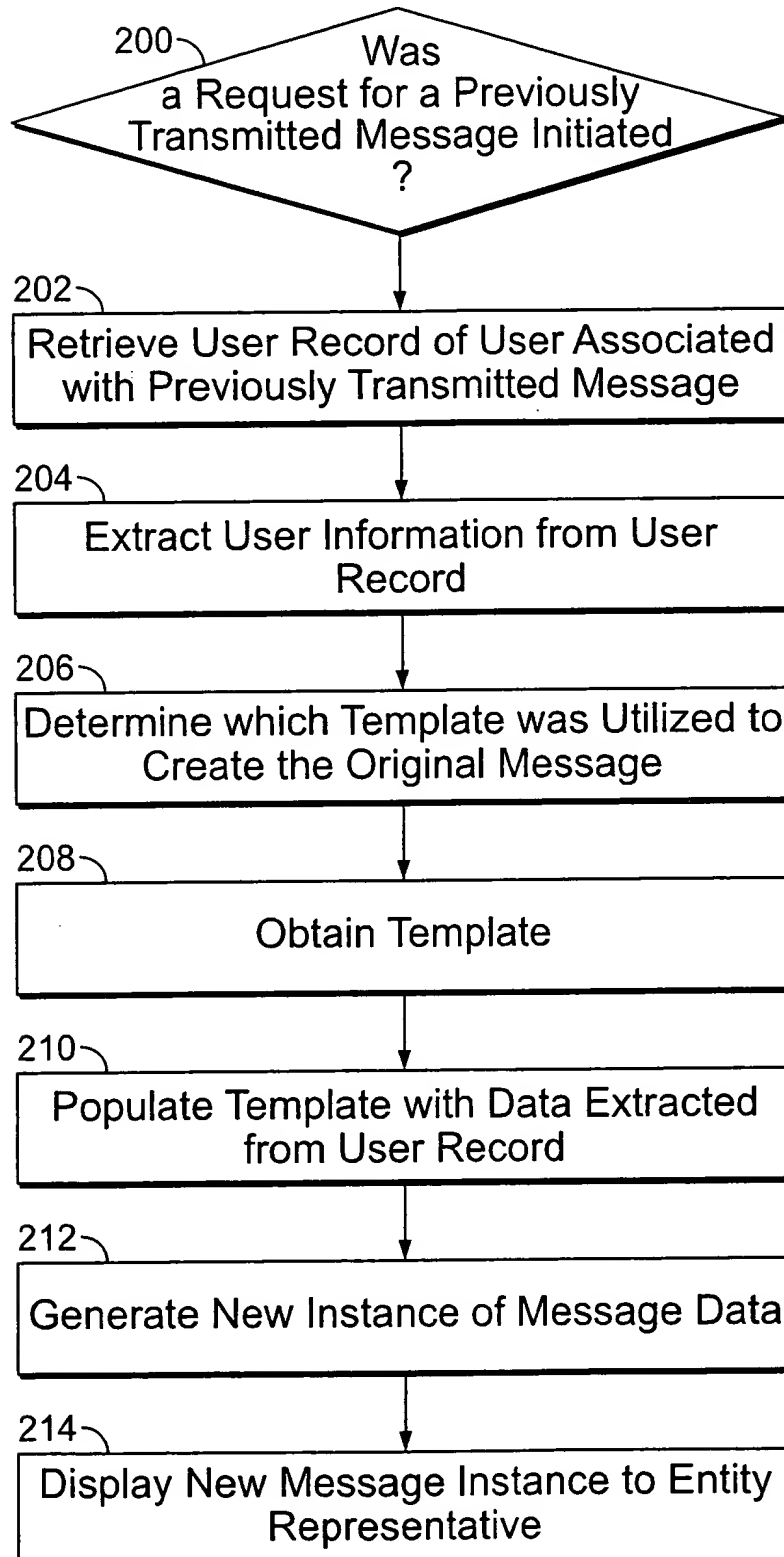 200
Was
a Request for a Previously
Transmitted Message Initiated
?
202
Retrieve User Record of User Associated
with Previously Transmitted Message
204
Extract User Information from User
Record
206
Determine which Template was Utilized to
Create the Original Message
208
Obtain Template
210
Populate Template with Data Extracted
from User Record
212
Generate New Instance of Message Data
214
Display New Message Instance to Entity
Representative